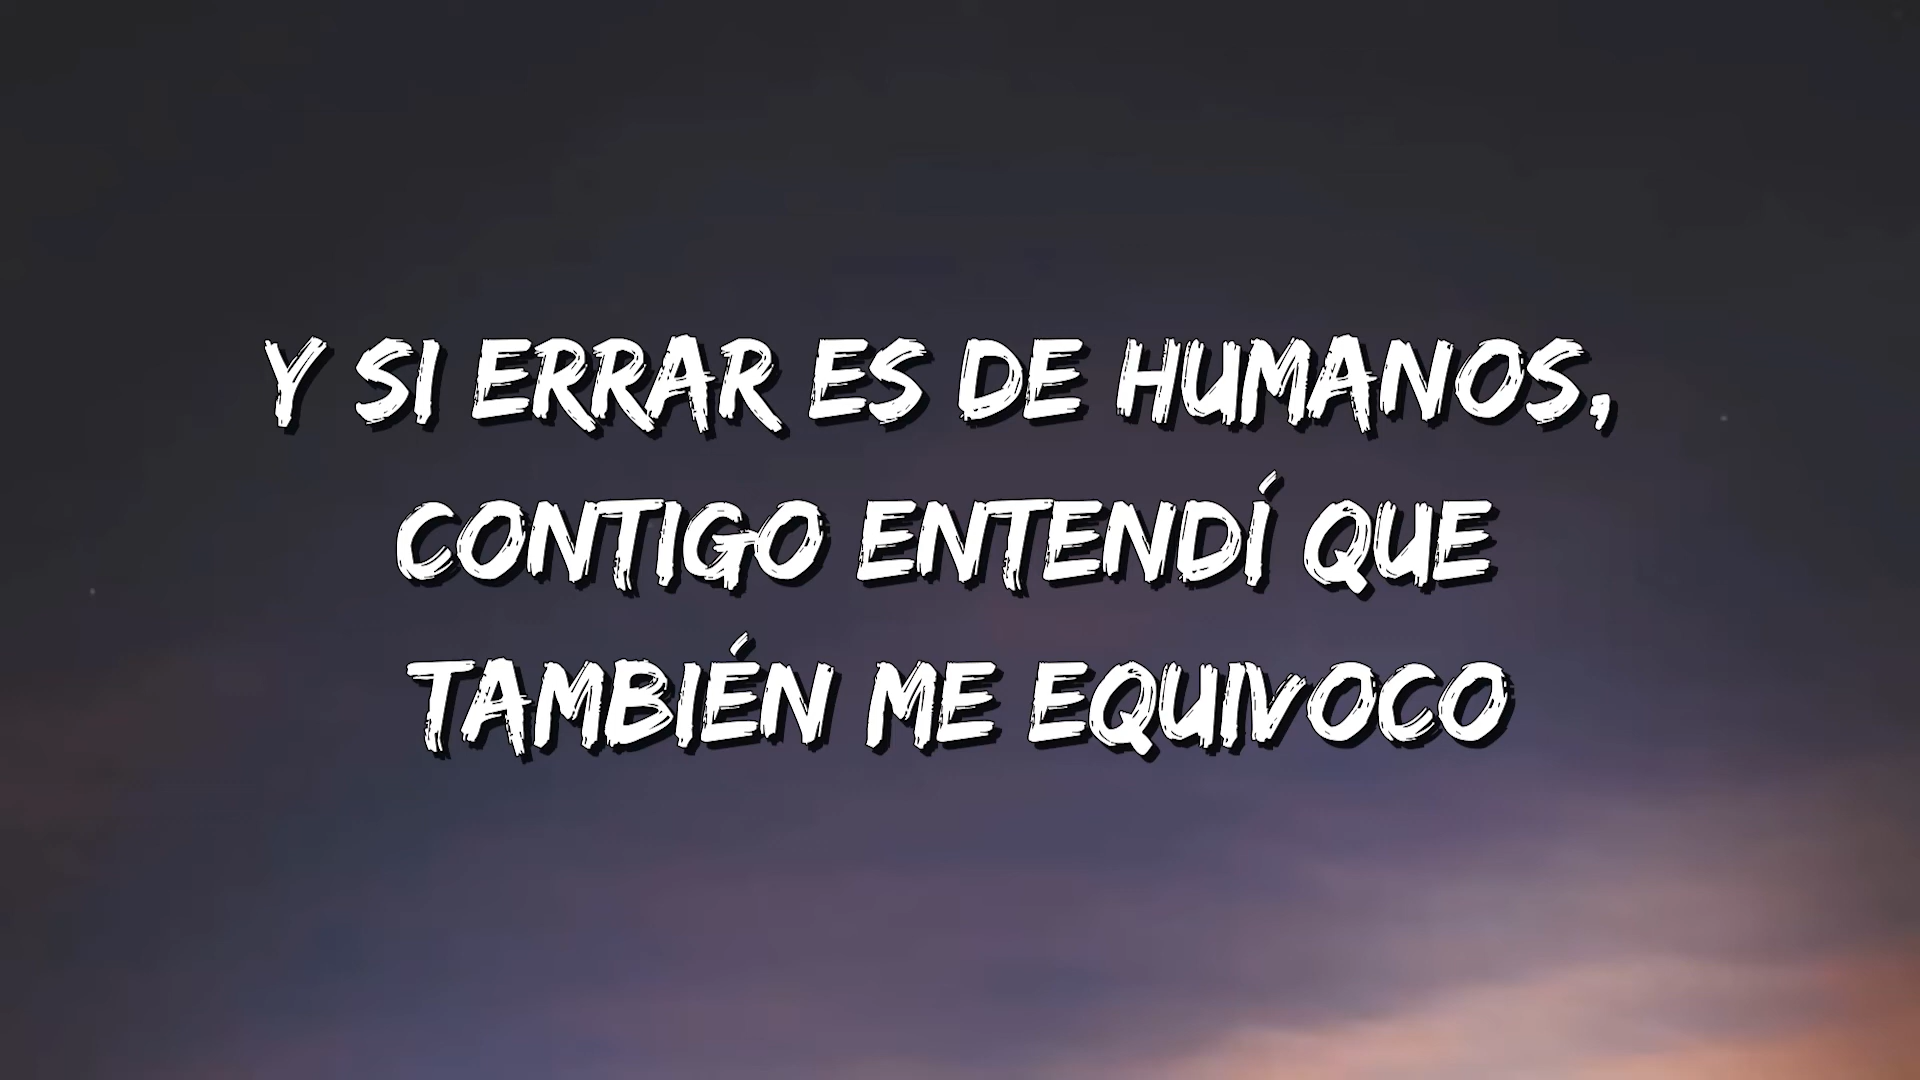 Y SI ERRAR ES DE HUMANOS,
CONTIGO ENTENDÍ QUE
TAMBIÉN ME EQUIVOCO